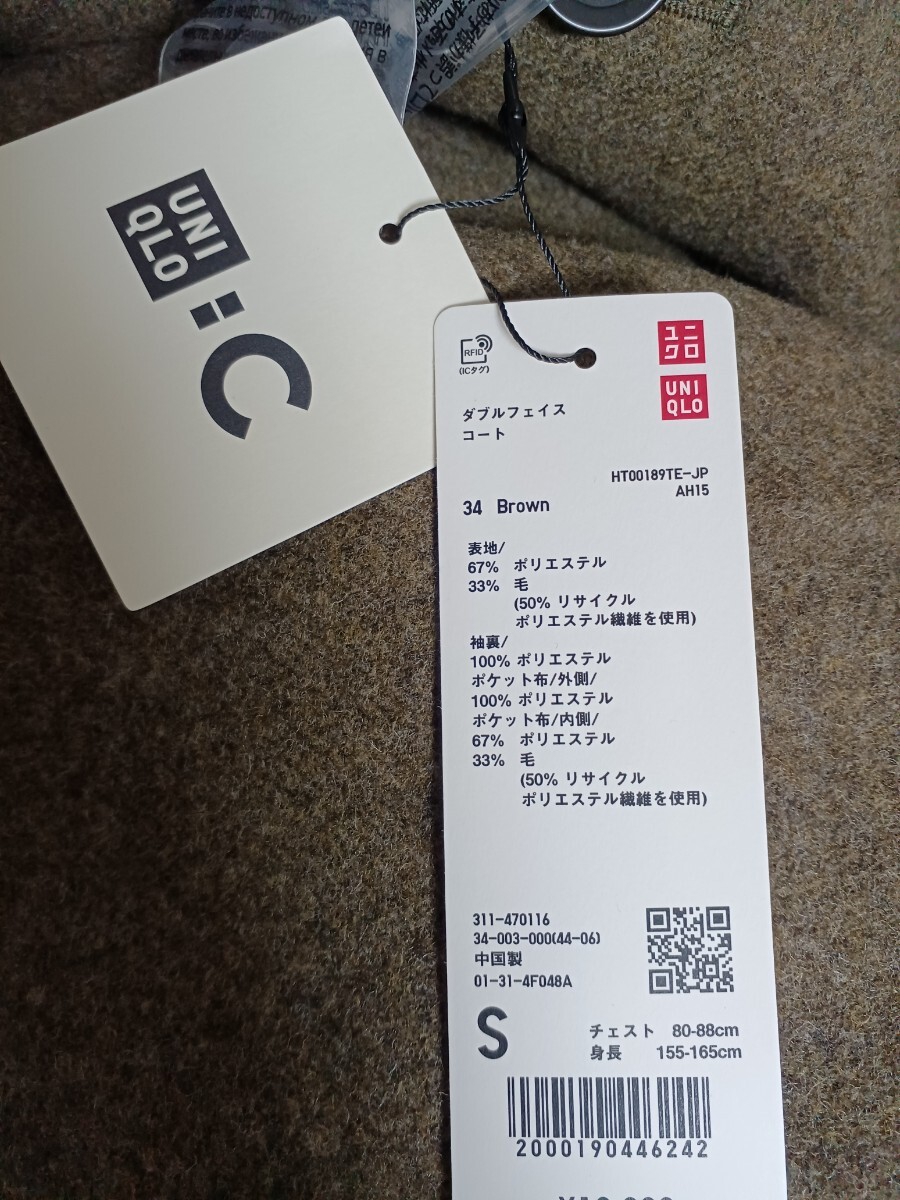 UNI
QLO
:C
RFID
(ICタグ)
ユニ
クロ
UNI
QLO
ダブルフェイス
コート
HT00189TE-JP
AH15
34 Brown
表地/
67% ポリエステル
33% 毛
(50% リサイクル
ポリエステル繊維を使用)
袖裏/
100% ポリエステル
ポケット布/外側/
100% ポリエステル
ポケット布/内側/
67% ポリエステル
33% 毛
(50% リサイクル
ポリエステル繊維を使用)
311-470116
34-003-000(44-06)
中国製
01-31-4F048A
S
チェスト 80-88cm
身長 155-165cm
2000190446242